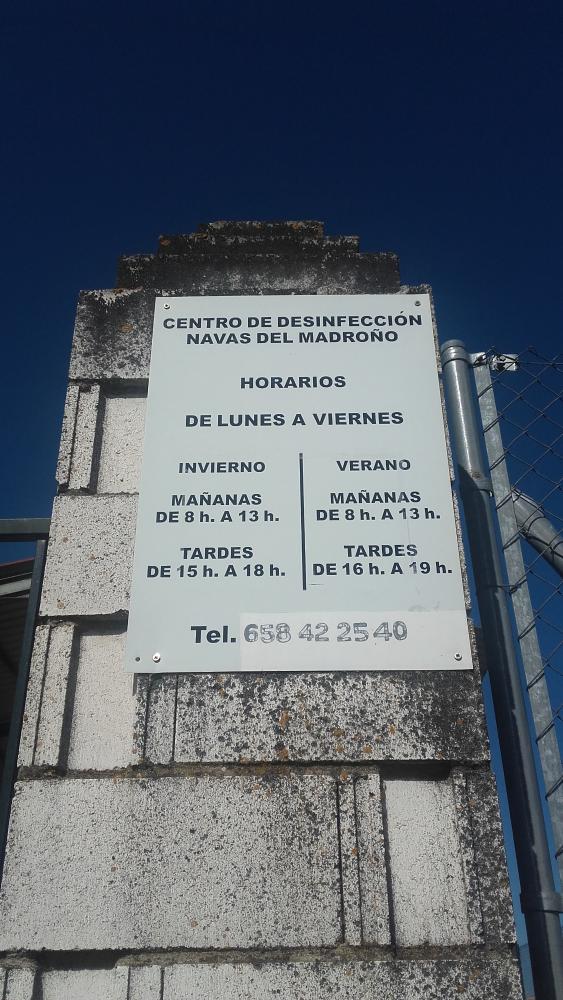 CENTRO DE DESINFECCIÓN
NAVAS DEL MADROÑO
HORARIOS
DE LUNES A VIERNES
INVIERNO
MAÑANAS
DE 8 h. A 13 h.
TARDES
DE 15 h. A 18 h.
VERANO
MAÑANAS
DE 8 h. A 13 h.
TARDES
DE 16 h. A 19 h.
Tel. 658 42 25 40